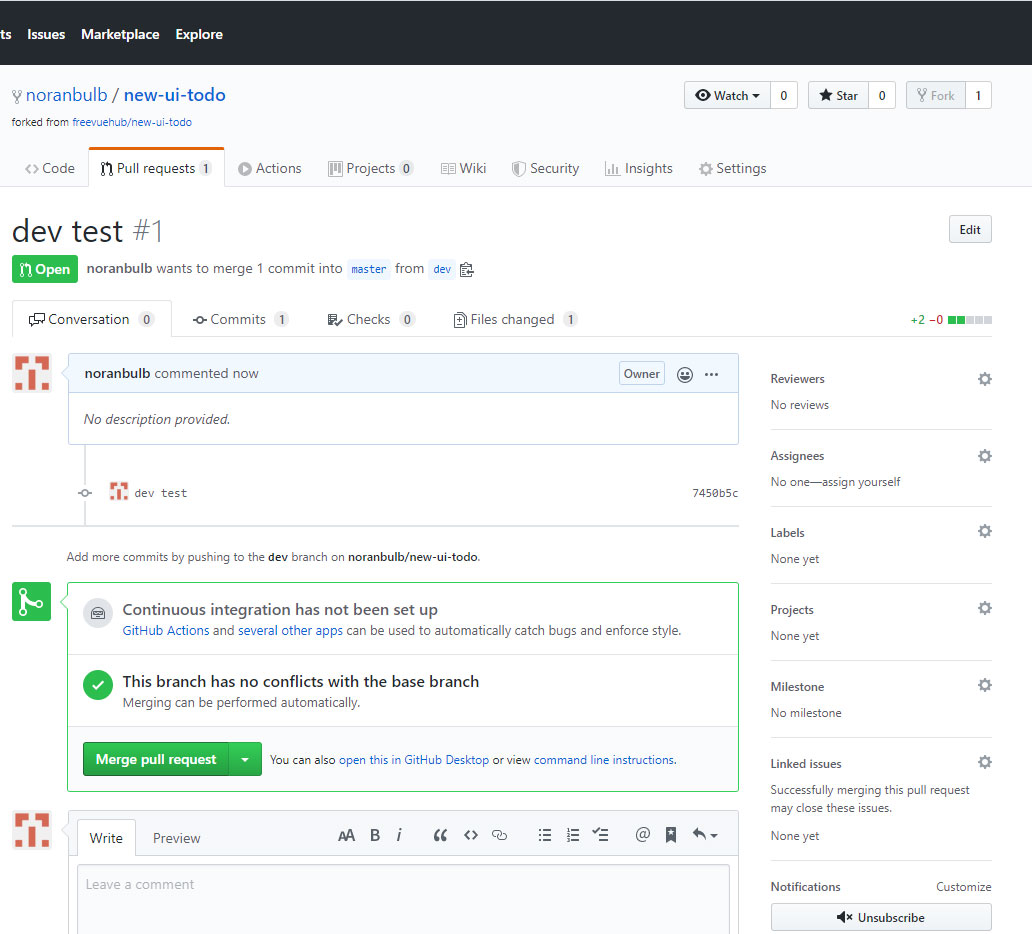 ts Issues Marketplace Explore
noranbulb / new-ui-todo
Watch 0 Star 0 Fork 1
forked from freevuehub/new-ui-todo
Code Pull requests 1 Actions Projects 0 Wiki Security Insights Settings
dev test #1
Edit
Open noranbulb wants to merge 1 commit into master from dev
Conversation 0 Commits 1 Checks 0 Files changed 1 +2 −0
noranbulb commented now Owner
No description provided.
dev test 7450b5c
Add more commits by pushing to the dev branch on noranbulb/new-ui-todo.
Continuous integration has not been set up
GitHub Actions and several other apps can be used to automatically catch bugs and enforce style.
This branch has no conflicts with the base branch
Merging can be performed automatically.
Merge pull request You can also open this in GitHub Desktop or view command line instructions.
Write Preview AA B i “ <> @
Leave a comment
Reviewers
No reviews
Assignees
No one—assign yourself
Labels
None yet
Projects
None yet
Milestone
No milestone
Linked issues
Successfully merging this pull request
may close these issues.
None yet
Notifications Customize
Unsubscribe